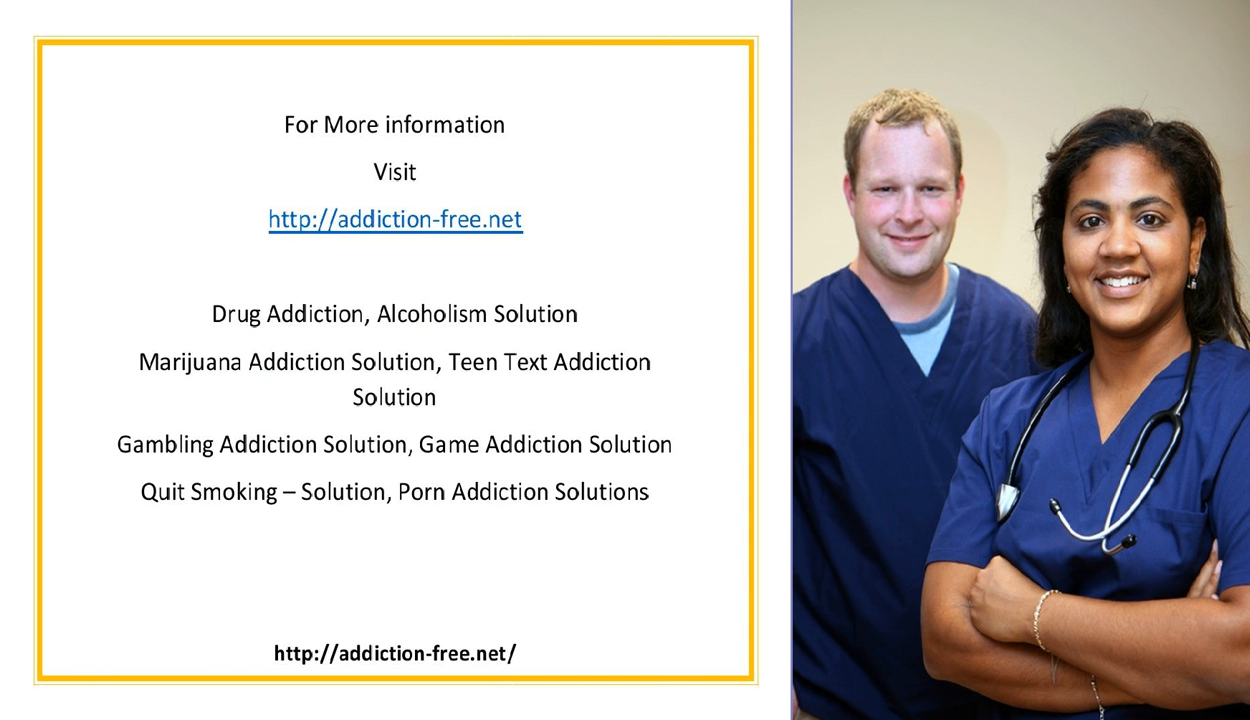 For More information
Visit
http://addiction-free.net
Drug Addiction, Alcoholism Solution
Marijuana Addiction Solution, Teen Text Addiction
Solution
Gambling Addiction Solution, Game Addiction Solution
Quit Smoking – Solution, Porn Addiction Solutions
http://addiction-free.net/